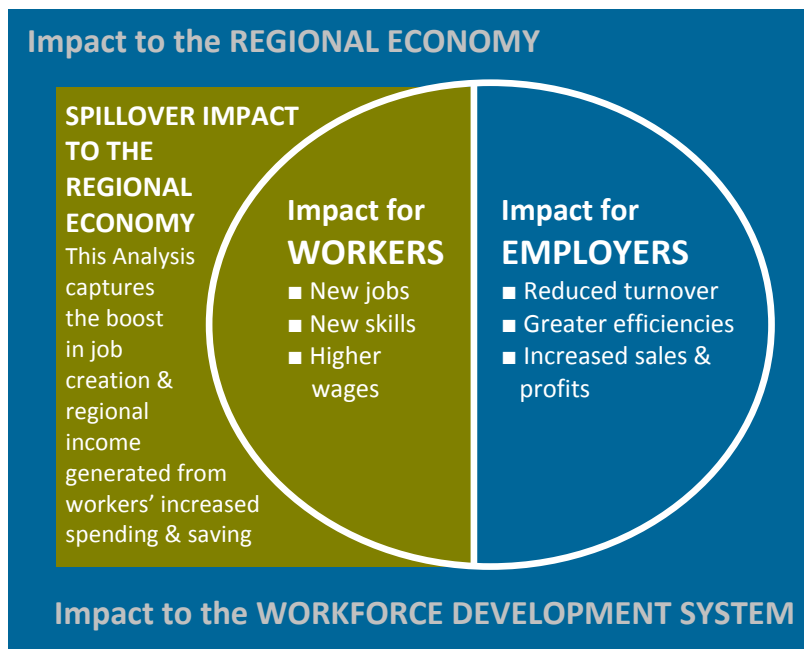 Impact to the REGIONAL ECONOMY
SPILLOVER IMPACT
TO THE
REGIONAL
ECONOMY
This Analysis
captures
the boost
in job
creation &
regional
income
generated from
workers’ increased
spending & saving
Impact for
WORKERS
■ New jobs
■ New skills
■ Higher
wages
Impact for
EMPLOYERS
■ Reduced turnover
■ Greater efficiencies
■ Increased sales &
profits
Impact to the WORKFORCE DEVELOPMENT SYSTEM